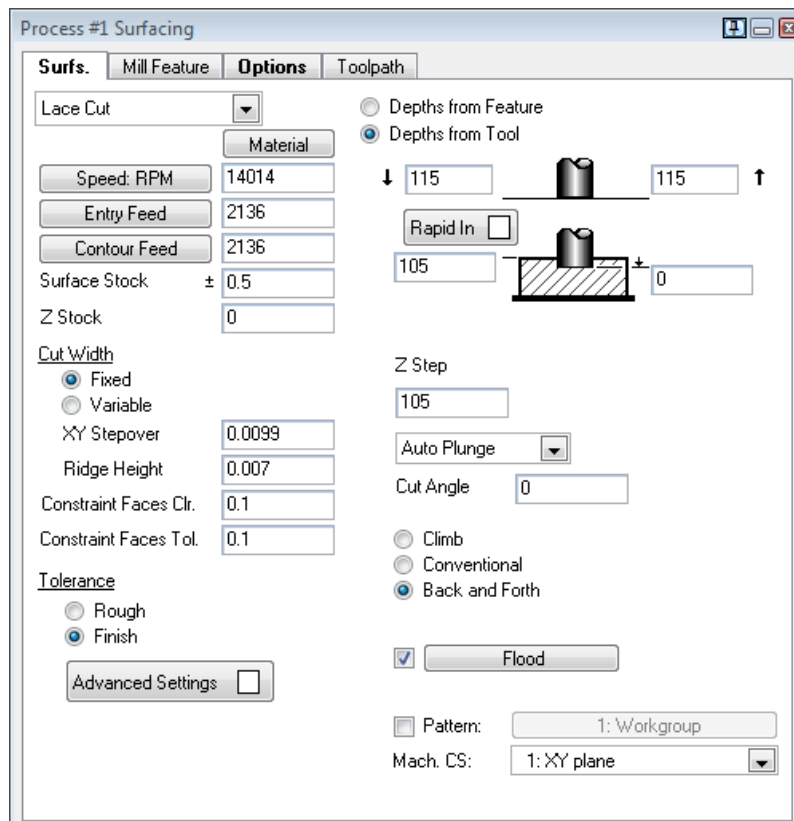 Process #1 Surfacing
Surfs. Mill Feature Options Toolpath
Lace Cut
Material
Speed: RPM 14014
Entry Feed 2136
Contour Feed 2136
Surface Stock ± 0.5
Z Stock 0
Cut Width
Fixed
Variable
XY Stepover 0.0099
Ridge Height 0.007
Constraint Faces Clr. 0.1
Constraint Faces Tol. 0.1
Tolerance
Rough
Finish
Advanced Settings
Depths from Feature
Depths from Tool
115 115
Rapid In
105
0
Z Step
105
Auto Plunge
Cut Angle 0
Climb
Conventional
Back and Forth
Flood
Pattern: 1: Workgroup
Mach. CS: 1: XY plane